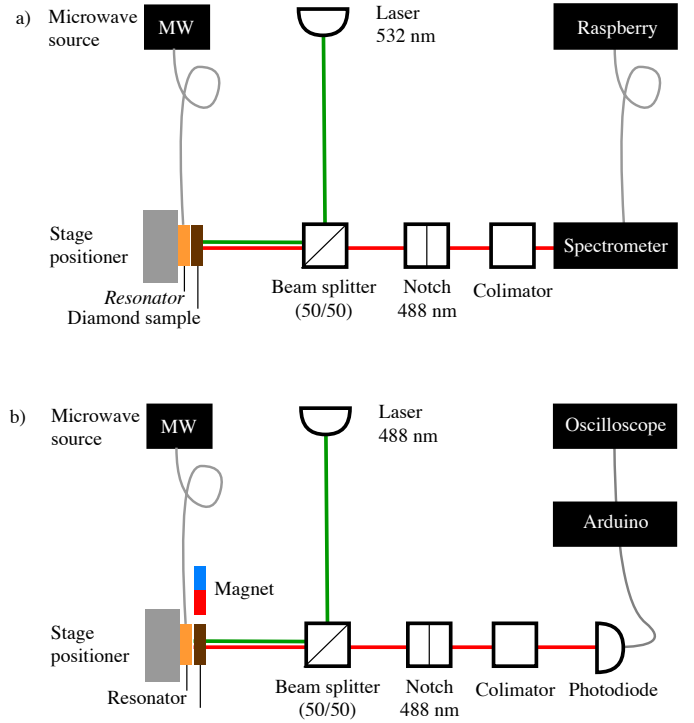 a)
Microwave
source
MW
Laser
532 nm
Raspberry
Stage
positioner
Spectrometer
Resonator
Diamond sample
Beam splitter
(50/50)
Notch
488 nm
Colimator
b)
Microwave
source
MW
Laser
488 nm
Oscilloscope
Arduino
Magnet
Stage
positioner
Resonator
Beam splitter
(50/50)
Notch
488 nm
Colimator
Photodiode